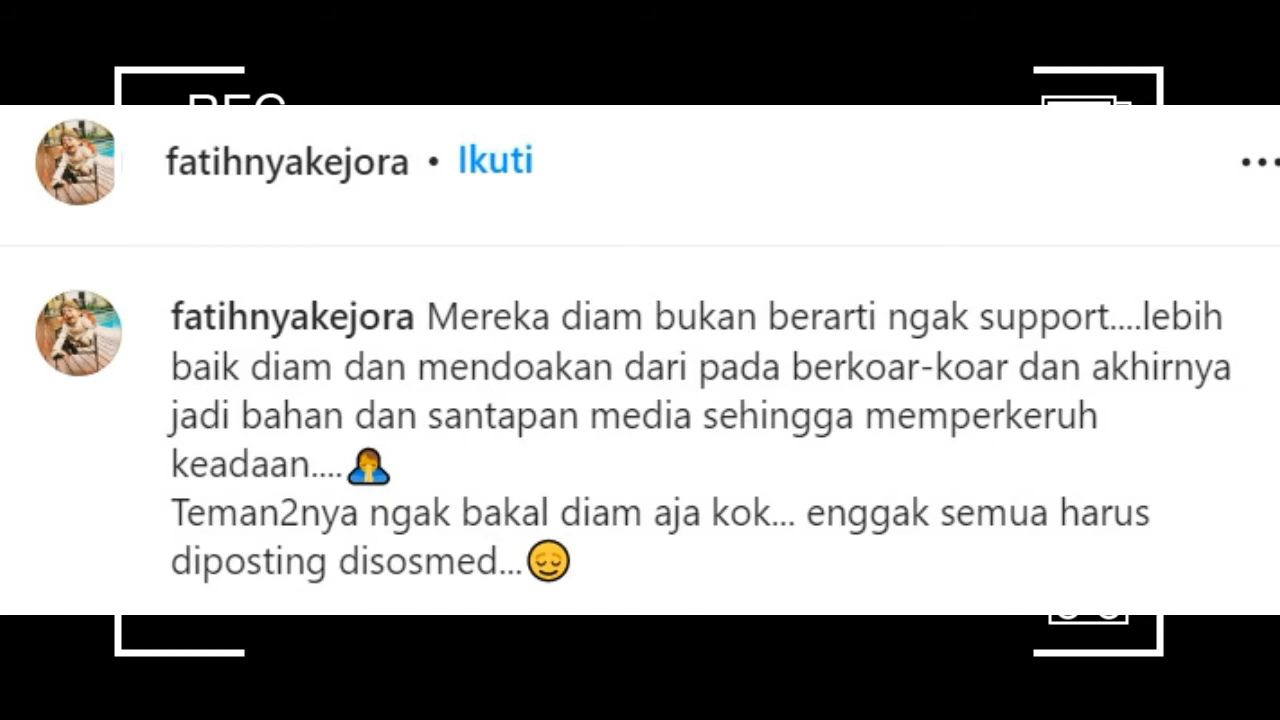 REC
fatihnyakejora • Ikuti
fatihnyakejora Mereka diam bukan berarti ngak support....lebih
baik diam dan mendoakan dari pada berkoar-koar dan akhirnya
jadi bahan dan santapan media sehingga memperkeruh
keadaan....🤦
Teman2nya ngak bakal diam aja kok... enggak semua harus
diposting disosmed...😌